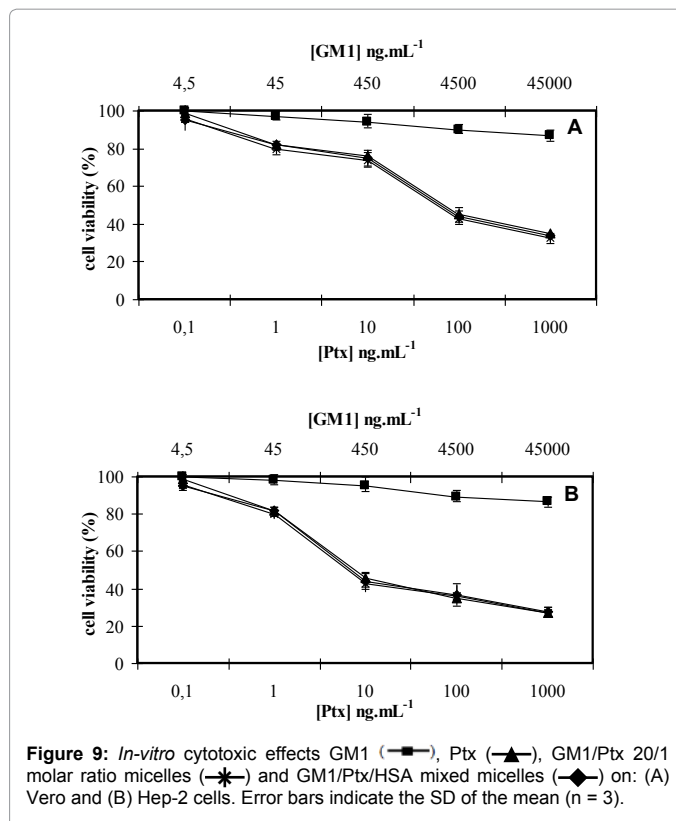 [GM1] ng.mL⁻¹
4,5 45 450 4500 45000
100
80
60
40
20
0
cell viability (%)
A
0,1 1 10 100 1000
[Ptx] ng.mL⁻¹
[GM1] ng.mL⁻¹
4,5 45 450 4500 45000
100
80
60
40
20
0
cell viability (%)
B
0,1 1 10 100 1000
[Ptx] ng.mL⁻¹
Figure 9: In-vitro cytotoxic effects GM1 (■), Ptx (▲), GM1/Ptx 20/1
molar ratio micelles (✱) and GM1/Ptx/HSA mixed micelles (◆) on: (A)
Vero and (B) Hep-2 cells. Error bars indicate the SD of the mean (n = 3).